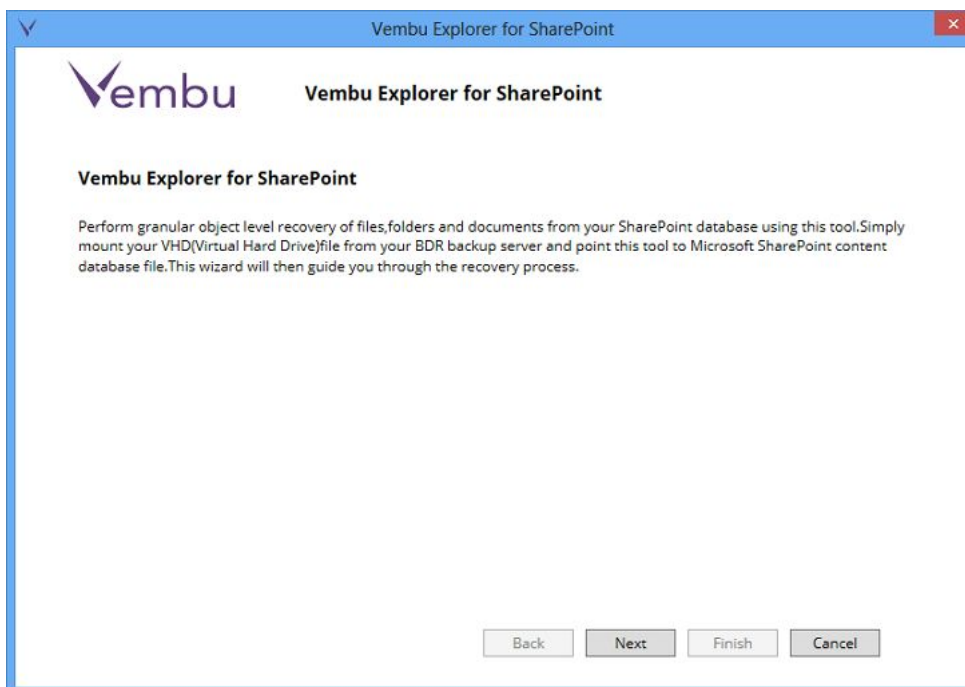 Vembu Explorer for SharePoint
Vembu
Vembu Explorer for SharePoint
Vembu Explorer for SharePoint
Perform granular object level recovery of files,folders and documents from your SharePoint database using this tool.Simply
mount your VHD(Virtual Hard Drive)file from your BDR backup server and point this tool to Microsoft SharePoint content
database file.This wizard will then guide you through the recovery process.
Back Next Finish Cancel